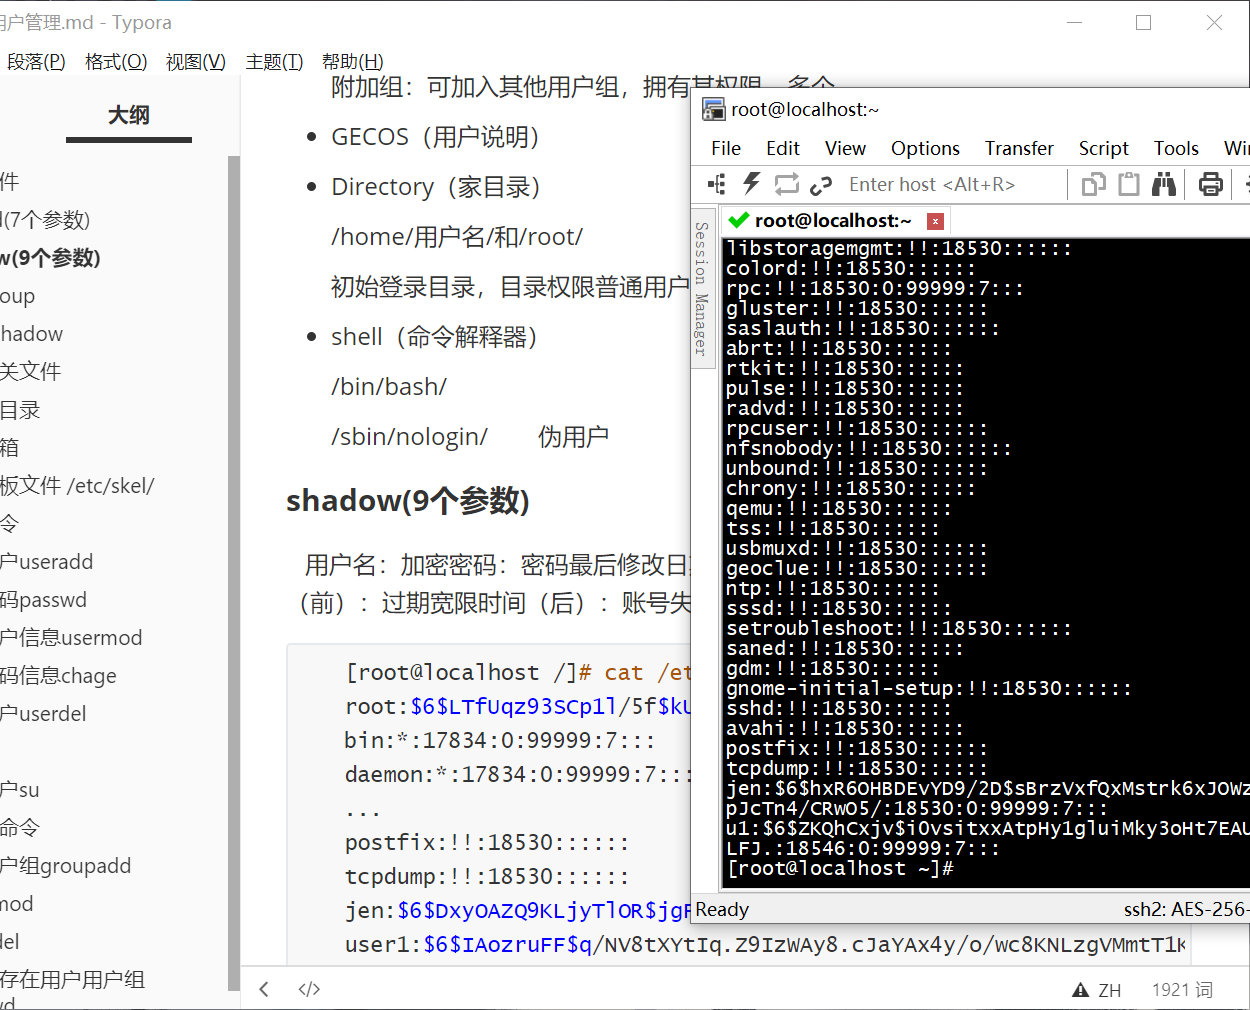 用户管理.md - Typora
段落(P) 格式(O) 视图(V) 主题(T) 帮助(H)
大纲
件
(7个参数)
w(9个参数)
oup
hadow
关文件
目录
箱
板文件 /etc/skel/
令
户useradd
码passwd
户信息usermod
码信息chage
户userdel
户su
命令
户组groupadd
mod
del
存在用户用户组
wd
附加组：可加入其他用户组，拥有其权限，多个
GECOS（用户说明）
Directory（家目录）
/home/用户名/和/root/
初始登录目录，目录权限普通用户
shell（命令解释器）
/bin/bash/
/sbin/nologin/ 伪用户
shadow(9个参数)
用户名：加密密码：密码最后修改日
（前）：过期宽限时间（后）：账号失
[root@localhost /]# cat /et
root:$6$LTfUqz93SCp1l/5f$kU
bin:*:17834:0:99999:7:::
daemon:*:17834:0:99999:7:::
...
postfix:!!:18530::::::
tcpdump:!!:18530::::::
jen:$6$DxyOAZQ9KLjyTlOR$jgF
user1:$6$IAozruFF$q/NV8tXYtIq.Z9IzWAy8.cJaYAx4y/o/wc8KNLzgVMmtT1K
ZH 1921 词
root@localhost:~
File Edit View Options Transfer Script Tools Win
Enter host <Alt+R>
root@localhost:~
Session Manager
libstoragemgmt:!!:18530::::::
colord:!!:18530::::::
rpc:!!:18530:0:99999:7:::
gluster:!!:18530::::::
saslauth:!!:18530::::::
abrt:!!:18530::::::
rtkit:!!:18530::::::
pulse:!!:18530::::::
radvd:!!:18530::::::
rpcuser:!!:18530::::::
nfsnobody:!!:18530::::::
unbound:!!:18530::::::
chrony:!!:18530::::::
qemu:!!:18530::::::
tss:!!:18530::::::
usbmuxd:!!:18530::::::
geoclue:!!:18530::::::
ntp:!!:18530::::::
sssd:!!:18530::::::
setroubleshoot:!!:18530::::::
saned:!!:18530::::::
gdm:!!:18530::::::
gnome-initial-setup:!!:18530::::::
sshd:!!:18530::::::
avahi:!!:18530::::::
postfix:!!:18530::::::
tcpdump:!!:18530::::::
jen:$6$hxR6OHBDEvYD9/2D$sBrzVxfQxMstrk6xJOWz
pJcTn4/CRwO5/:18530:0:99999:7:::
u1:$6$ZKQhCxjv$iOvsitxxAtpHy1gluiMky3oHt7EAU
LFJ.:18546:0:99999:7:::
[root@localhost ~]#
Ready ssh2: AES-256-